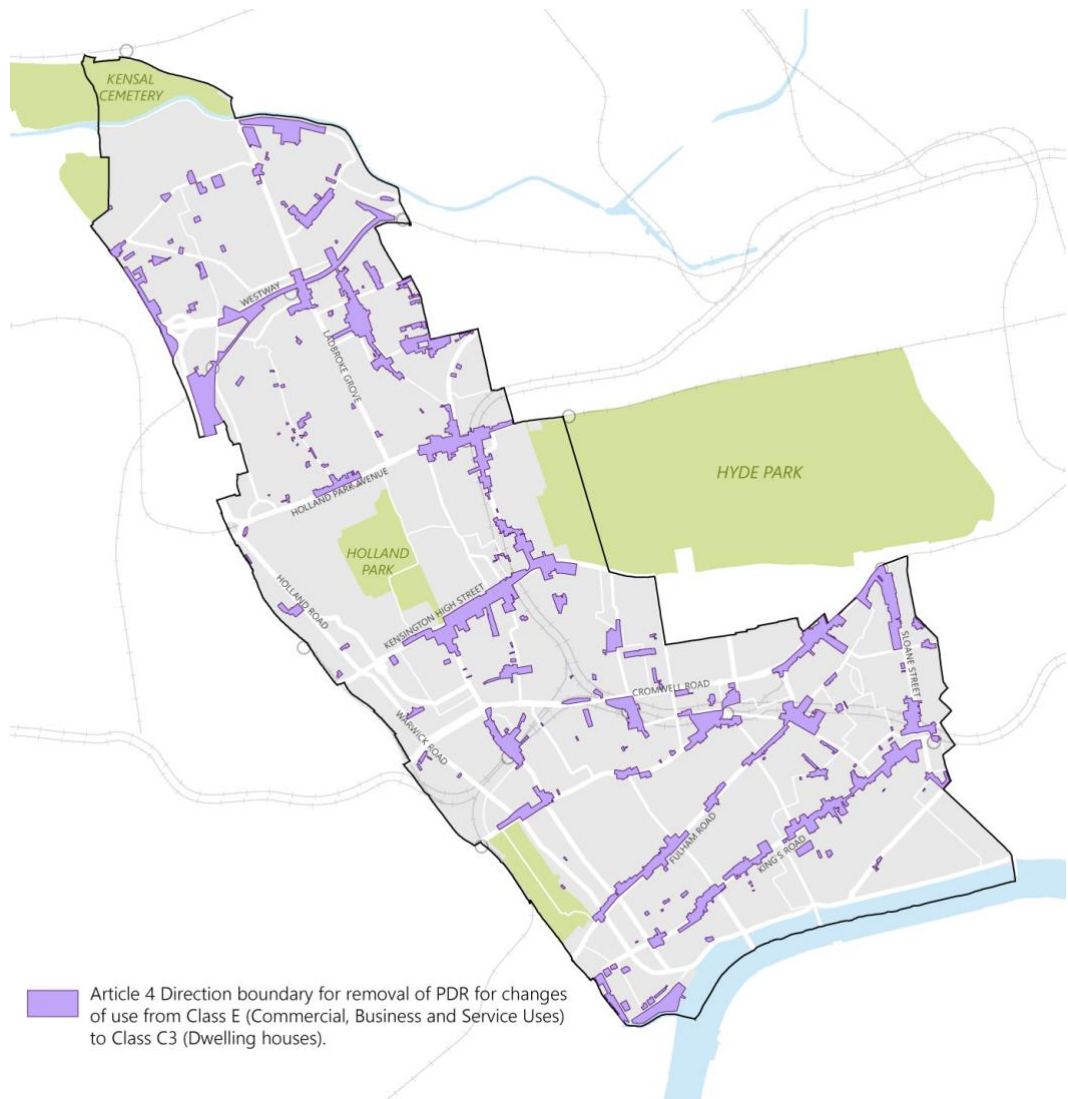 KENSAL
CEMETERY
WESTWAY
LADBROKE GROVE
HYDE PARK
HOLLAND PARK AVENUE
HOLLAND
PARK
HOLLAND ROAD
KENSINGTON HIGH STREET
SLOANE STREET
CROMWELL ROAD
WARWICK ROAD
FULHAM ROAD
KING'S ROAD
Article 4 Direction boundary for removal of PDR for changes
of use from Class E (Commercial, Business and Service Uses)
to Class C3 (Dwelling houses).